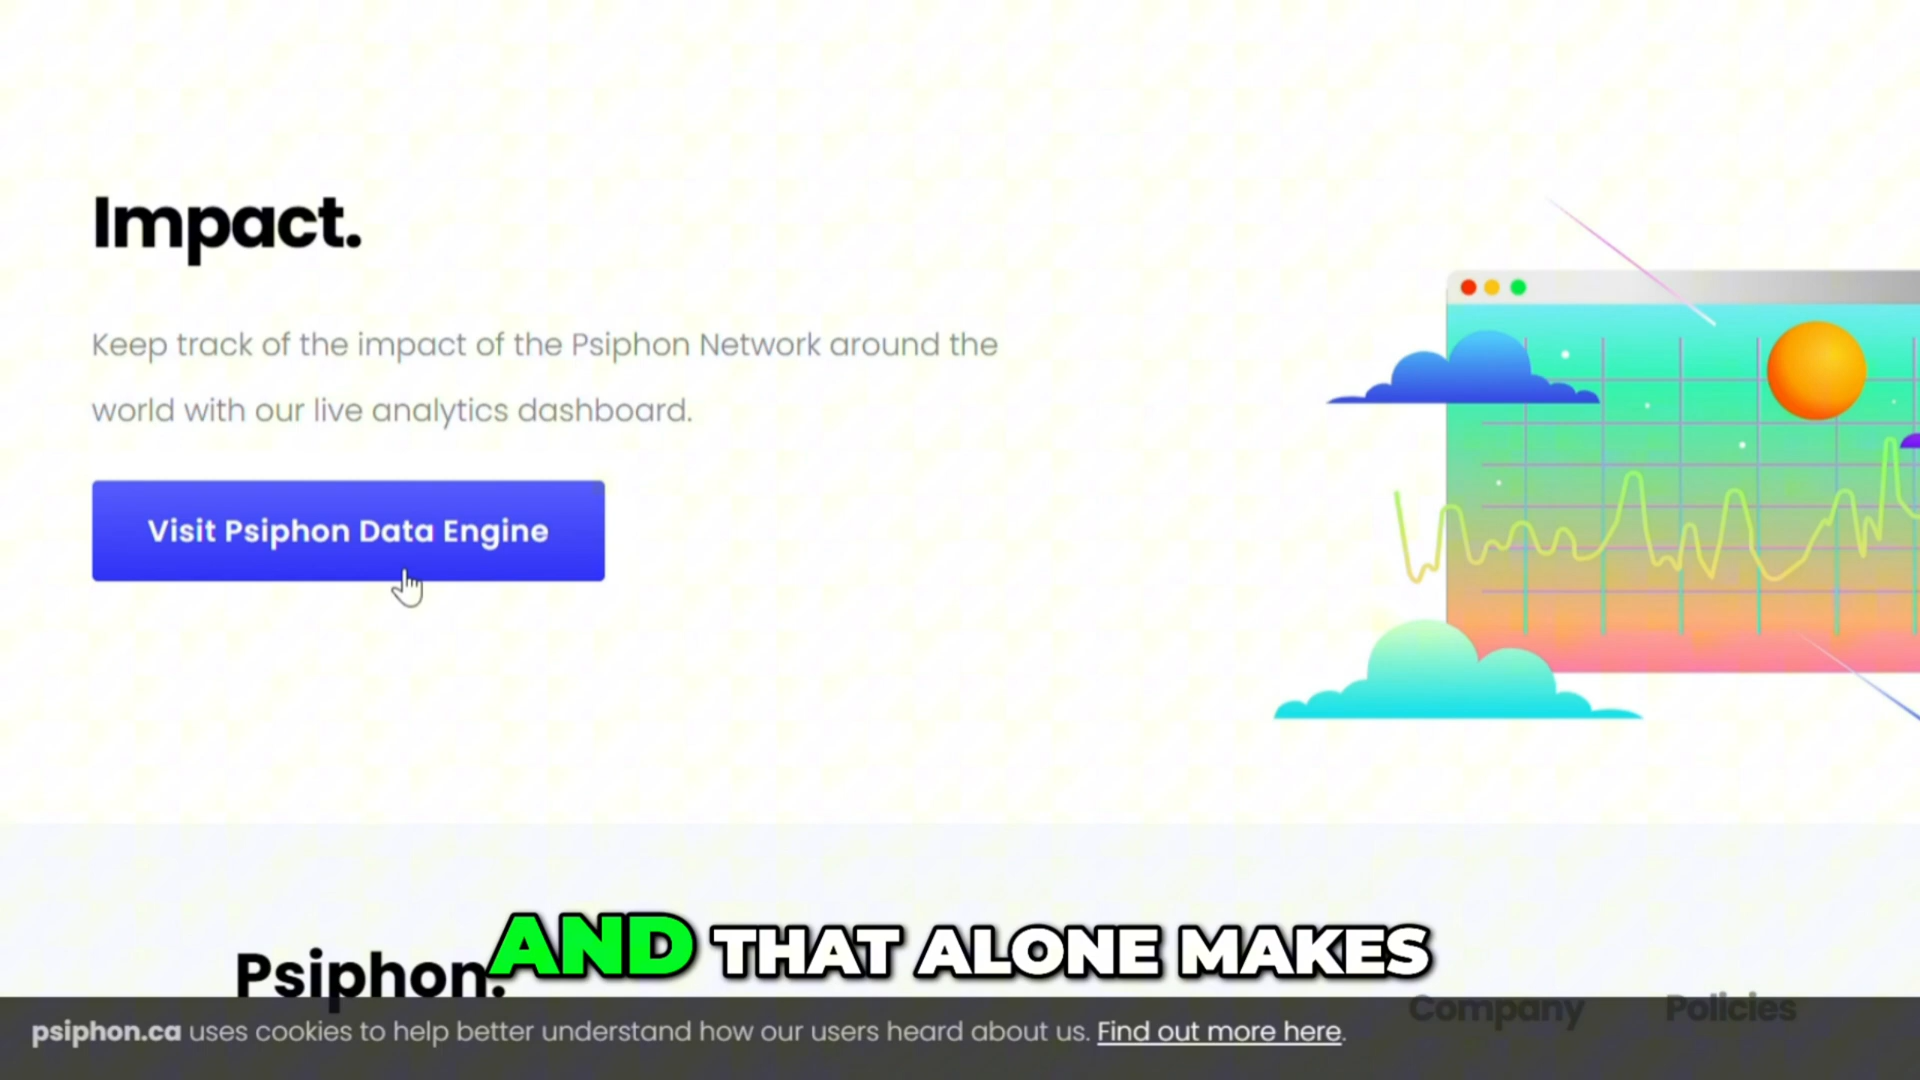 Impact.
Keep track of the impact of the Psiphon Network around the
world with our live analytics dashboard.
Visit Psiphon Data Engine
Psiphon.
AND THAT ALONE MAKES
Company
Policies
psiphon.ca uses cookies to help better understand how our users heard about us. Find out more here.